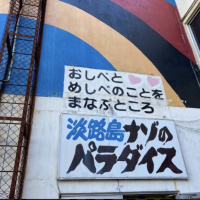 おしべと
めしべのことを
まなぶところ
淡路島ナゾの
パラダイス